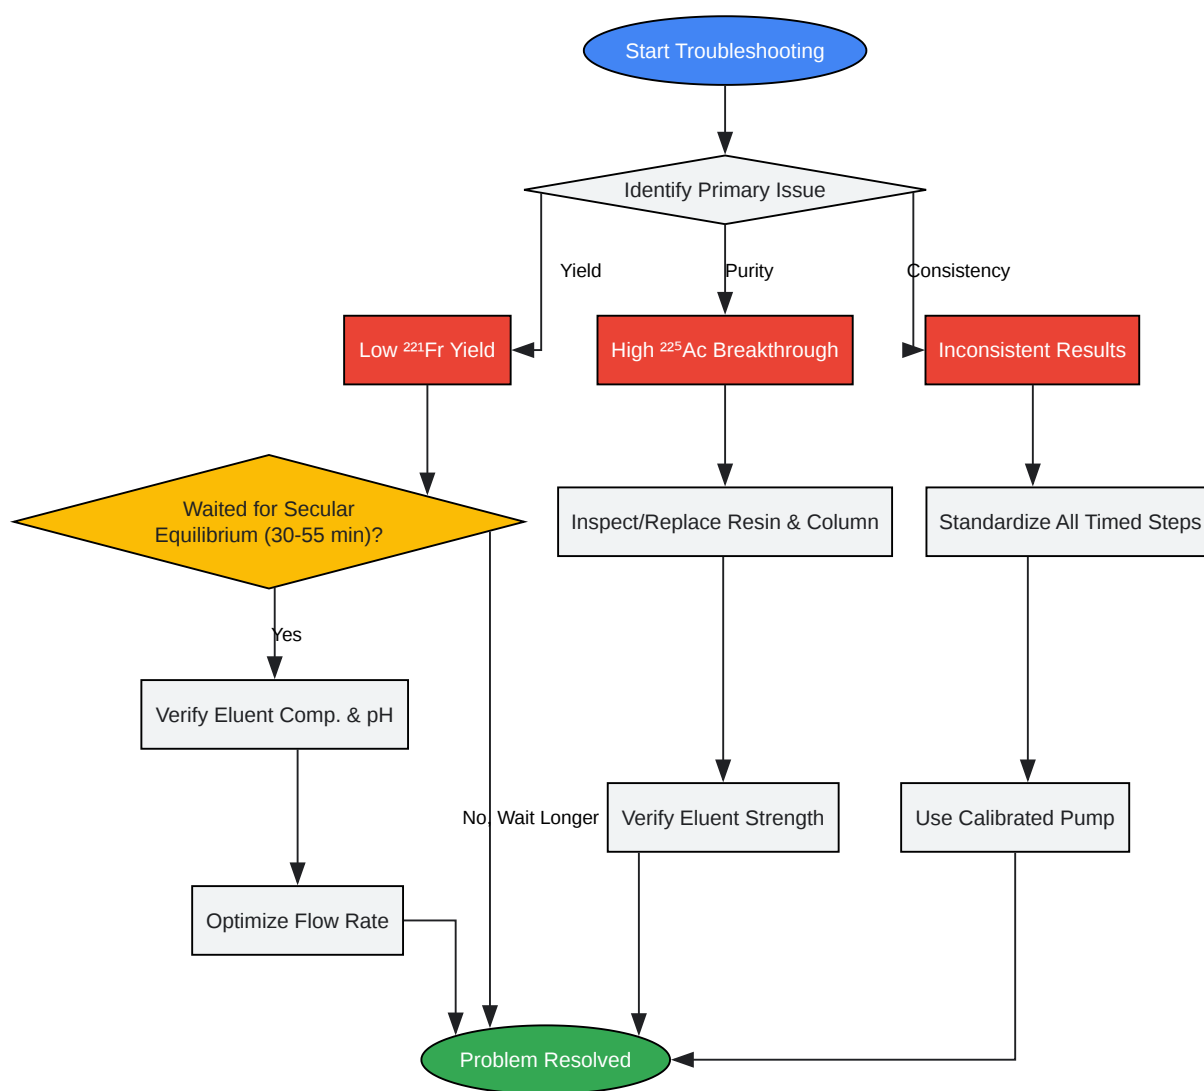 Start Troubleshooting
Identify Primary Issue
Yield
Purity
Consistency
Low ²²¹Fr Yield
High ²²⁵Ac Breakthrough
Inconsistent Results
Waited for Secular
Equilibrium (30-55 min)?
Inspect/Replace Resin & Column
Standardize All Timed Steps
Yes
Verify Eluent Comp. & pH
No, Wait Longer
Verify Eluent Strength
Use Calibrated Pump
Optimize Flow Rate
Problem Resolved